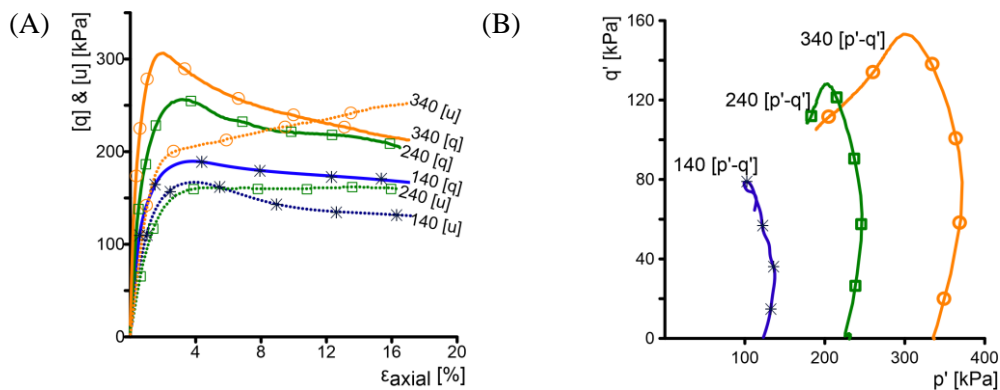 (A)
[q] & [u] [kPa]
300
200
100
0
4
8
12
16
20
εaxial [%]
340 [u]
340 [q]
240 [q]
140 [q]
240 [u]
140 [u]
(B)
q' [kPa]
160
120
80
40
0
100
200
300
400
p' [kPa]
340 [p'-q']
240 [p'-q']
140 [p'-q']